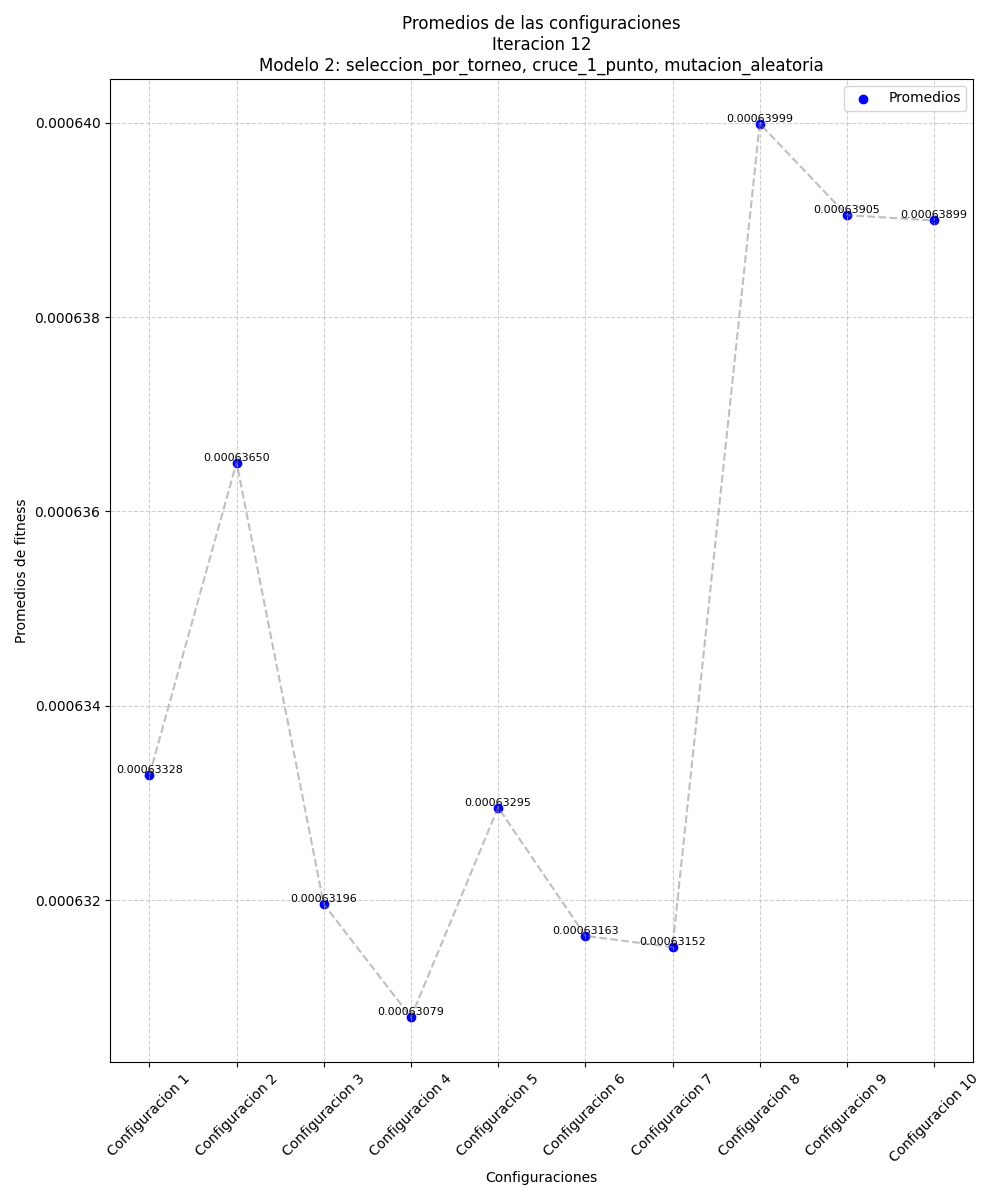 Promedios de las configuraciones
Iteracion 12
Modelo 2: seleccion_por_torneo, cruce_1_punto, mutacion_aleatoria
Promedios
0.000640
0.000638
0.000636
0.000634
0.000632
Promedios de fitness
0.00063328
0.00063650
0.00063196
0.00063079
0.00063295
0.00063163
0.00063152
0.00063999
0.00063905
0.00063899
Configuracion 1
Configuracion 2
Configuracion 3
Configuracion 4
Configuracion 5
Configuracion 6
Configuracion 7
Configuracion 8
Configuracion 9
Configuracion 10
Configuraciones